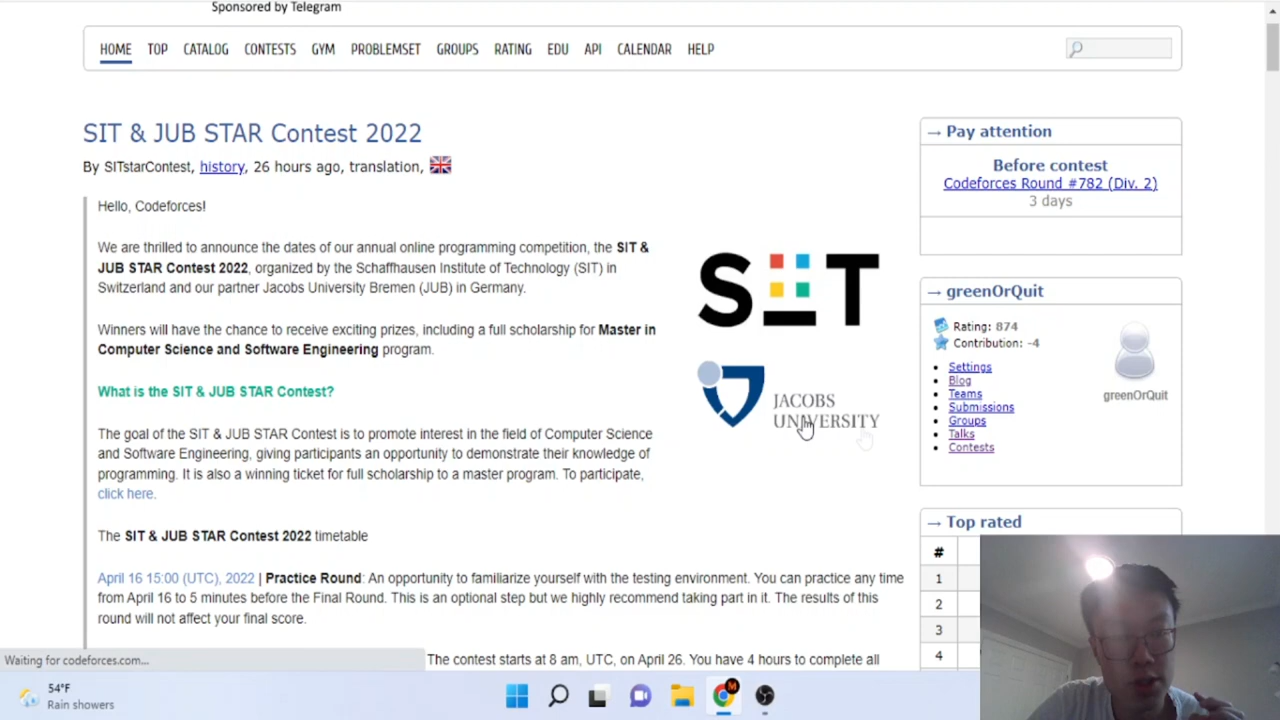 Sponsored by Telegram
HOME TOP CATALOG CONTESTS GYM PROBLEMSET GROUPS RATING EDU API CALENDAR HELP
SIT & JUB STAR Contest 2022
By SITstarContest, history, 26 hours ago, translation,
Hello, Codeforces!
We are thrilled to announce the dates of our annual online programming competition, the SIT &
JUB STAR Contest 2022, organized by the Schaffhausen Institute of Technology (SIT) in
Switzerland and our partner Jacobs University Bremen (JUB) in Germany.
Winners will have the chance to receive exciting prizes, including a full scholarship for Master in
Computer Science and Software Engineering program.
What is the SIT & JUB STAR Contest?
The goal of the SIT & JUB STAR Contest is to promote interest in the field of Computer Science
and Software Engineering, giving participants an opportunity to demonstrate their knowledge of
programming. It is also a winning ticket for full scholarship to a master program. To participate,
click here.
The SIT & JUB STAR Contest 2022 timetable
April 16 15:00 (UTC), 2022 | Practice Round: An opportunity to familiarize yourself with the testing environment. You can practice any time
from April 16 to 5 minutes before the Final Round. This is an optional step but we highly recommend taking part in it. The results of this
round will not affect your final score.
The contest starts at 8 am, UTC, on April 26. You have 4 hours to complete all
SIT
JACOBS
UNIVERSITY
→ Pay attention
Before contest
Codeforces Round #782 (Div. 2)
3 days
→ greenOrQuit
Rating: 874
Contribution: -4
Settings
Blog
Teams
Submissions
Groups
Talks
Contests
greenOrQuit
→ Top rated
#
1
2
3
4
Waiting for codeforces.com...
54°F
Rain showers
M